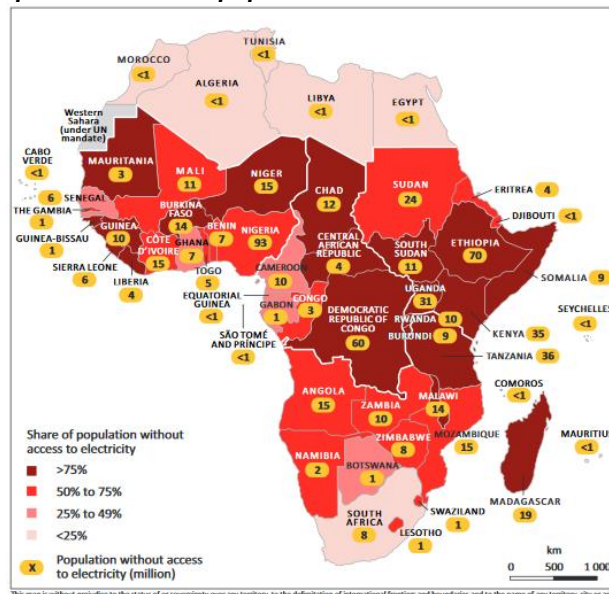 TUNISIA
<1
MOROCCO
<1
ALGERIA
<1
LIBYA
<1
EGYPT
<1
Western
Sahara
(under UN
mandate)
CABO
VERDE
<1
MAURITANIA
3
MALI
11
NIGER
15
CHAD
12
SUDAN
24
ERITREA 4
DJIBOUTI <1
6 SENEGAL
THE GAMBIA
1
GUINEA-BISSAU
1
GUINEA
10
SIERRA LEONE
6
LIBERIA
4
CÔTE
D'IVOIRE
15
BURKINA
FASO
14
GHANA
7
TOGO
5
BENIN
7
NIGERIA
93
CAMEROON
10
CENTRAL
AFRICAN
REPUBLIC
4
SOUTH
SUDAN
11
ETHIOPIA
70
SOMALIA 9
EQUATORIAL
GUINEA
<1
SÃO TOMÉ
AND PRÍNCIPE
<1
GABON
1
CONGO
3
DEMOCRATIC
REPUBLIC OF
CONGO
60
UGANDA
31
RWANDA 10
BURUNDI 9
KENYA 35
TANZANIA 36
SEYCHELLES
<1
COMOROS
<1
ANGOLA
15
ZAMBIA
10
MALAWI
14
MOZAMBIQUE
15
ZIMBABWE
8
NAMIBIA
2
BOTSWANA
1
MAURITIUS
<1
MADAGASCAR
19
SOUTH
AFRICA
8
SWAZILAND
1
LESOTHO
1
Share of population without
access to electricity
>75%
50% to 75%
25% to 49%
<25%
X Population without access
to electricity (million)
km
0 500 1 000